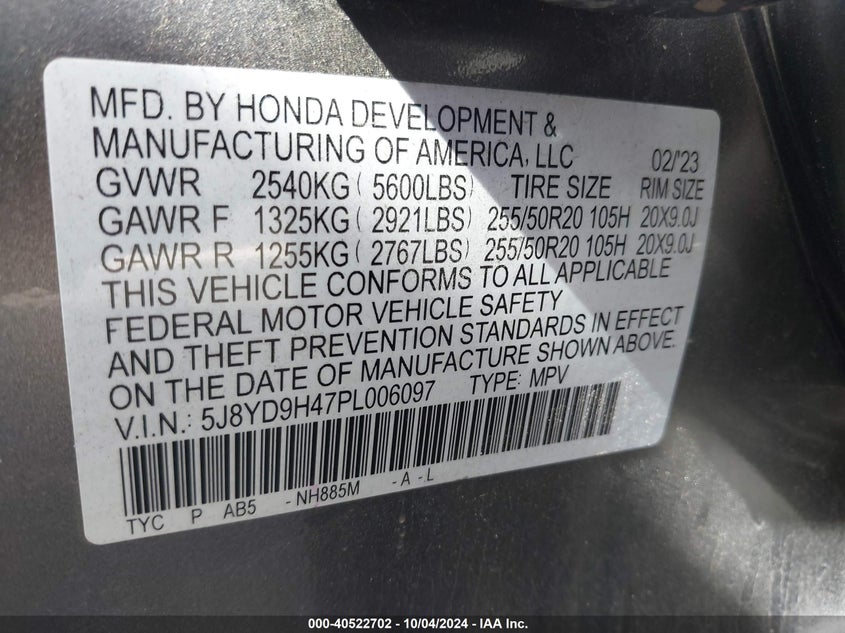 MFD. BY HONDA DEVELOPMENT &
MANUFACTURING OF AMERICA, LLC 02/'23
GVWR 2540KG ( 5600LBS) TIRE SIZE RIM SIZE
GAWR F 1325KG ( 2921LBS) 255/50R20 105H 20X9.0J
GAWR R 1255KG ( 2767LBS) 255/50R20 105H 20X9.0J
THIS VEHICLE CONFORMS TO ALL APPLICABLE
FEDERAL MOTOR VEHICLE SAFETY
AND THEFT PREVENTION STANDARDS IN EFFECT
ON THE DATE OF MANUFACTURE SHOWN ABOVE.
V.I.N.: 5J8YD9H47PL006097 TYPE: MPV
TYC P AB5 - NH885M - A - L
000-40522702 - 10/04/2024 - IAA Inc.